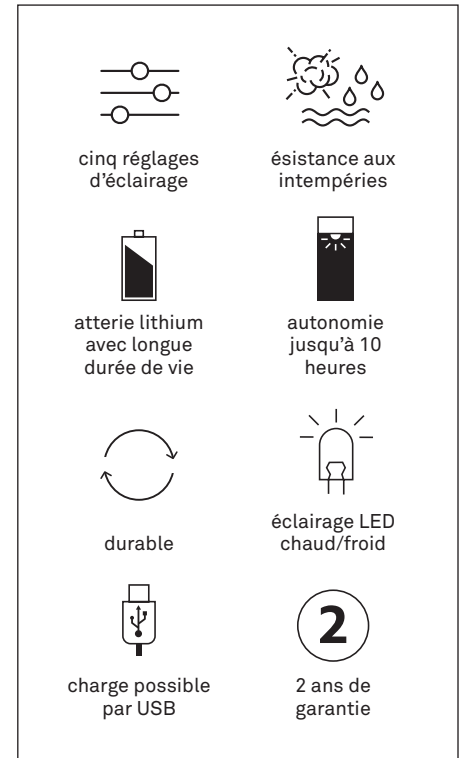 cinq réglages
d'éclairage
ésistance aux
intempéries
atterie lithium
avec longue
durée de vie
autonomie
jusqu'à 10
heures
durable
éclairage LED
chaud/froid
charge possible
par USB
2
2 ans de
garantie